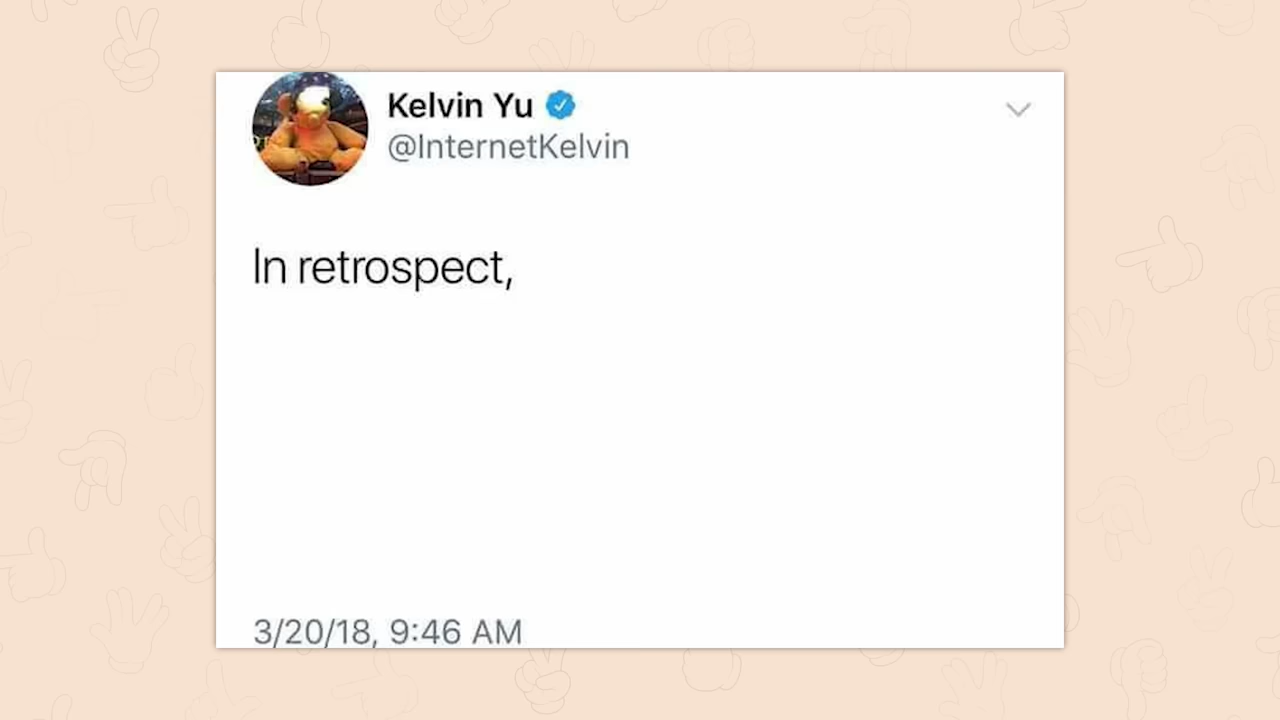 Kelvin Yu
@InternetKelvin
In retrospect,
3/20/18, 9:46 AM